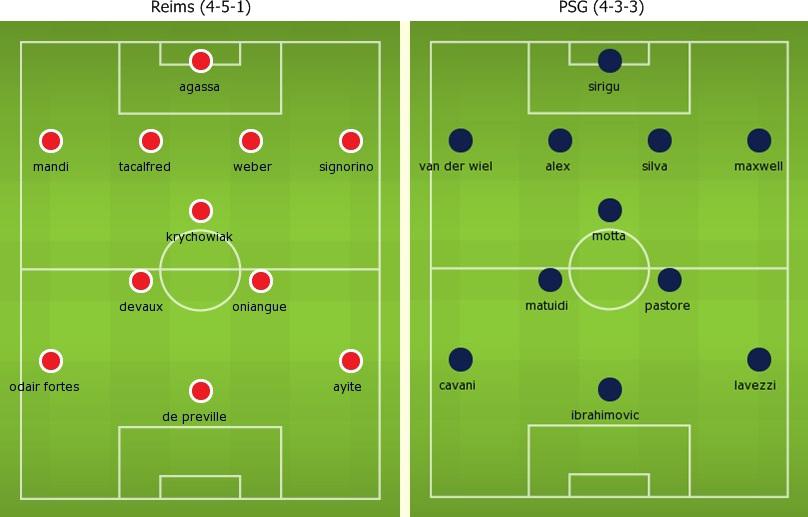 Reims (4-5-1)
agassa
mandi tacalfred weber signorino
krychowiak
devaux oniangue
odair fortes ayite
de preville
PSG (4-3-3)
sirigu
van der wiel alex silva maxwell
motta
matuidi pastore
cavani lavezzi
ibrahimovic